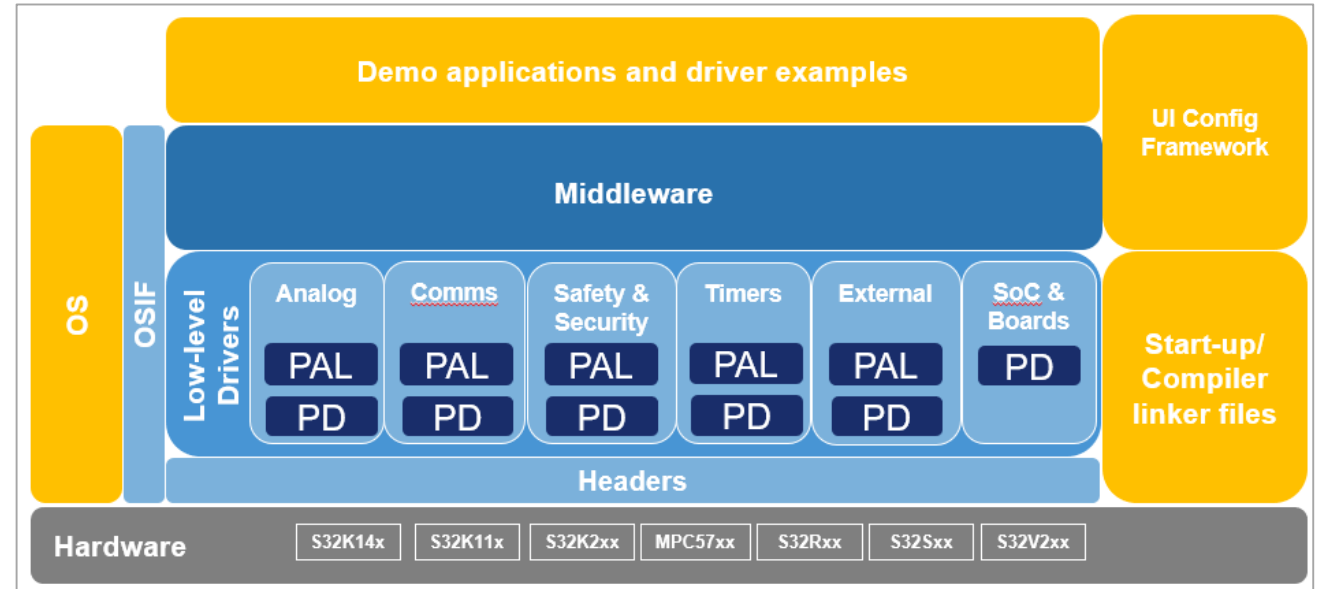 Demo applications and driver examples
UI Config
Framework
OS
OSIF
Middleware
Low-level
Drivers
Analog
PAL
PD
Comms
PAL
PD
Safety &
Security
PAL
PD
Timers
PAL
PD
External
PAL
PD
SoC &
Boards
PD
Start-up/
Compiler
linker files
Headers
Hardware
S32K14x
S32K11x
S32K2xx
MPC57xx
S32Rxx
S32Sxx
S32V2xx